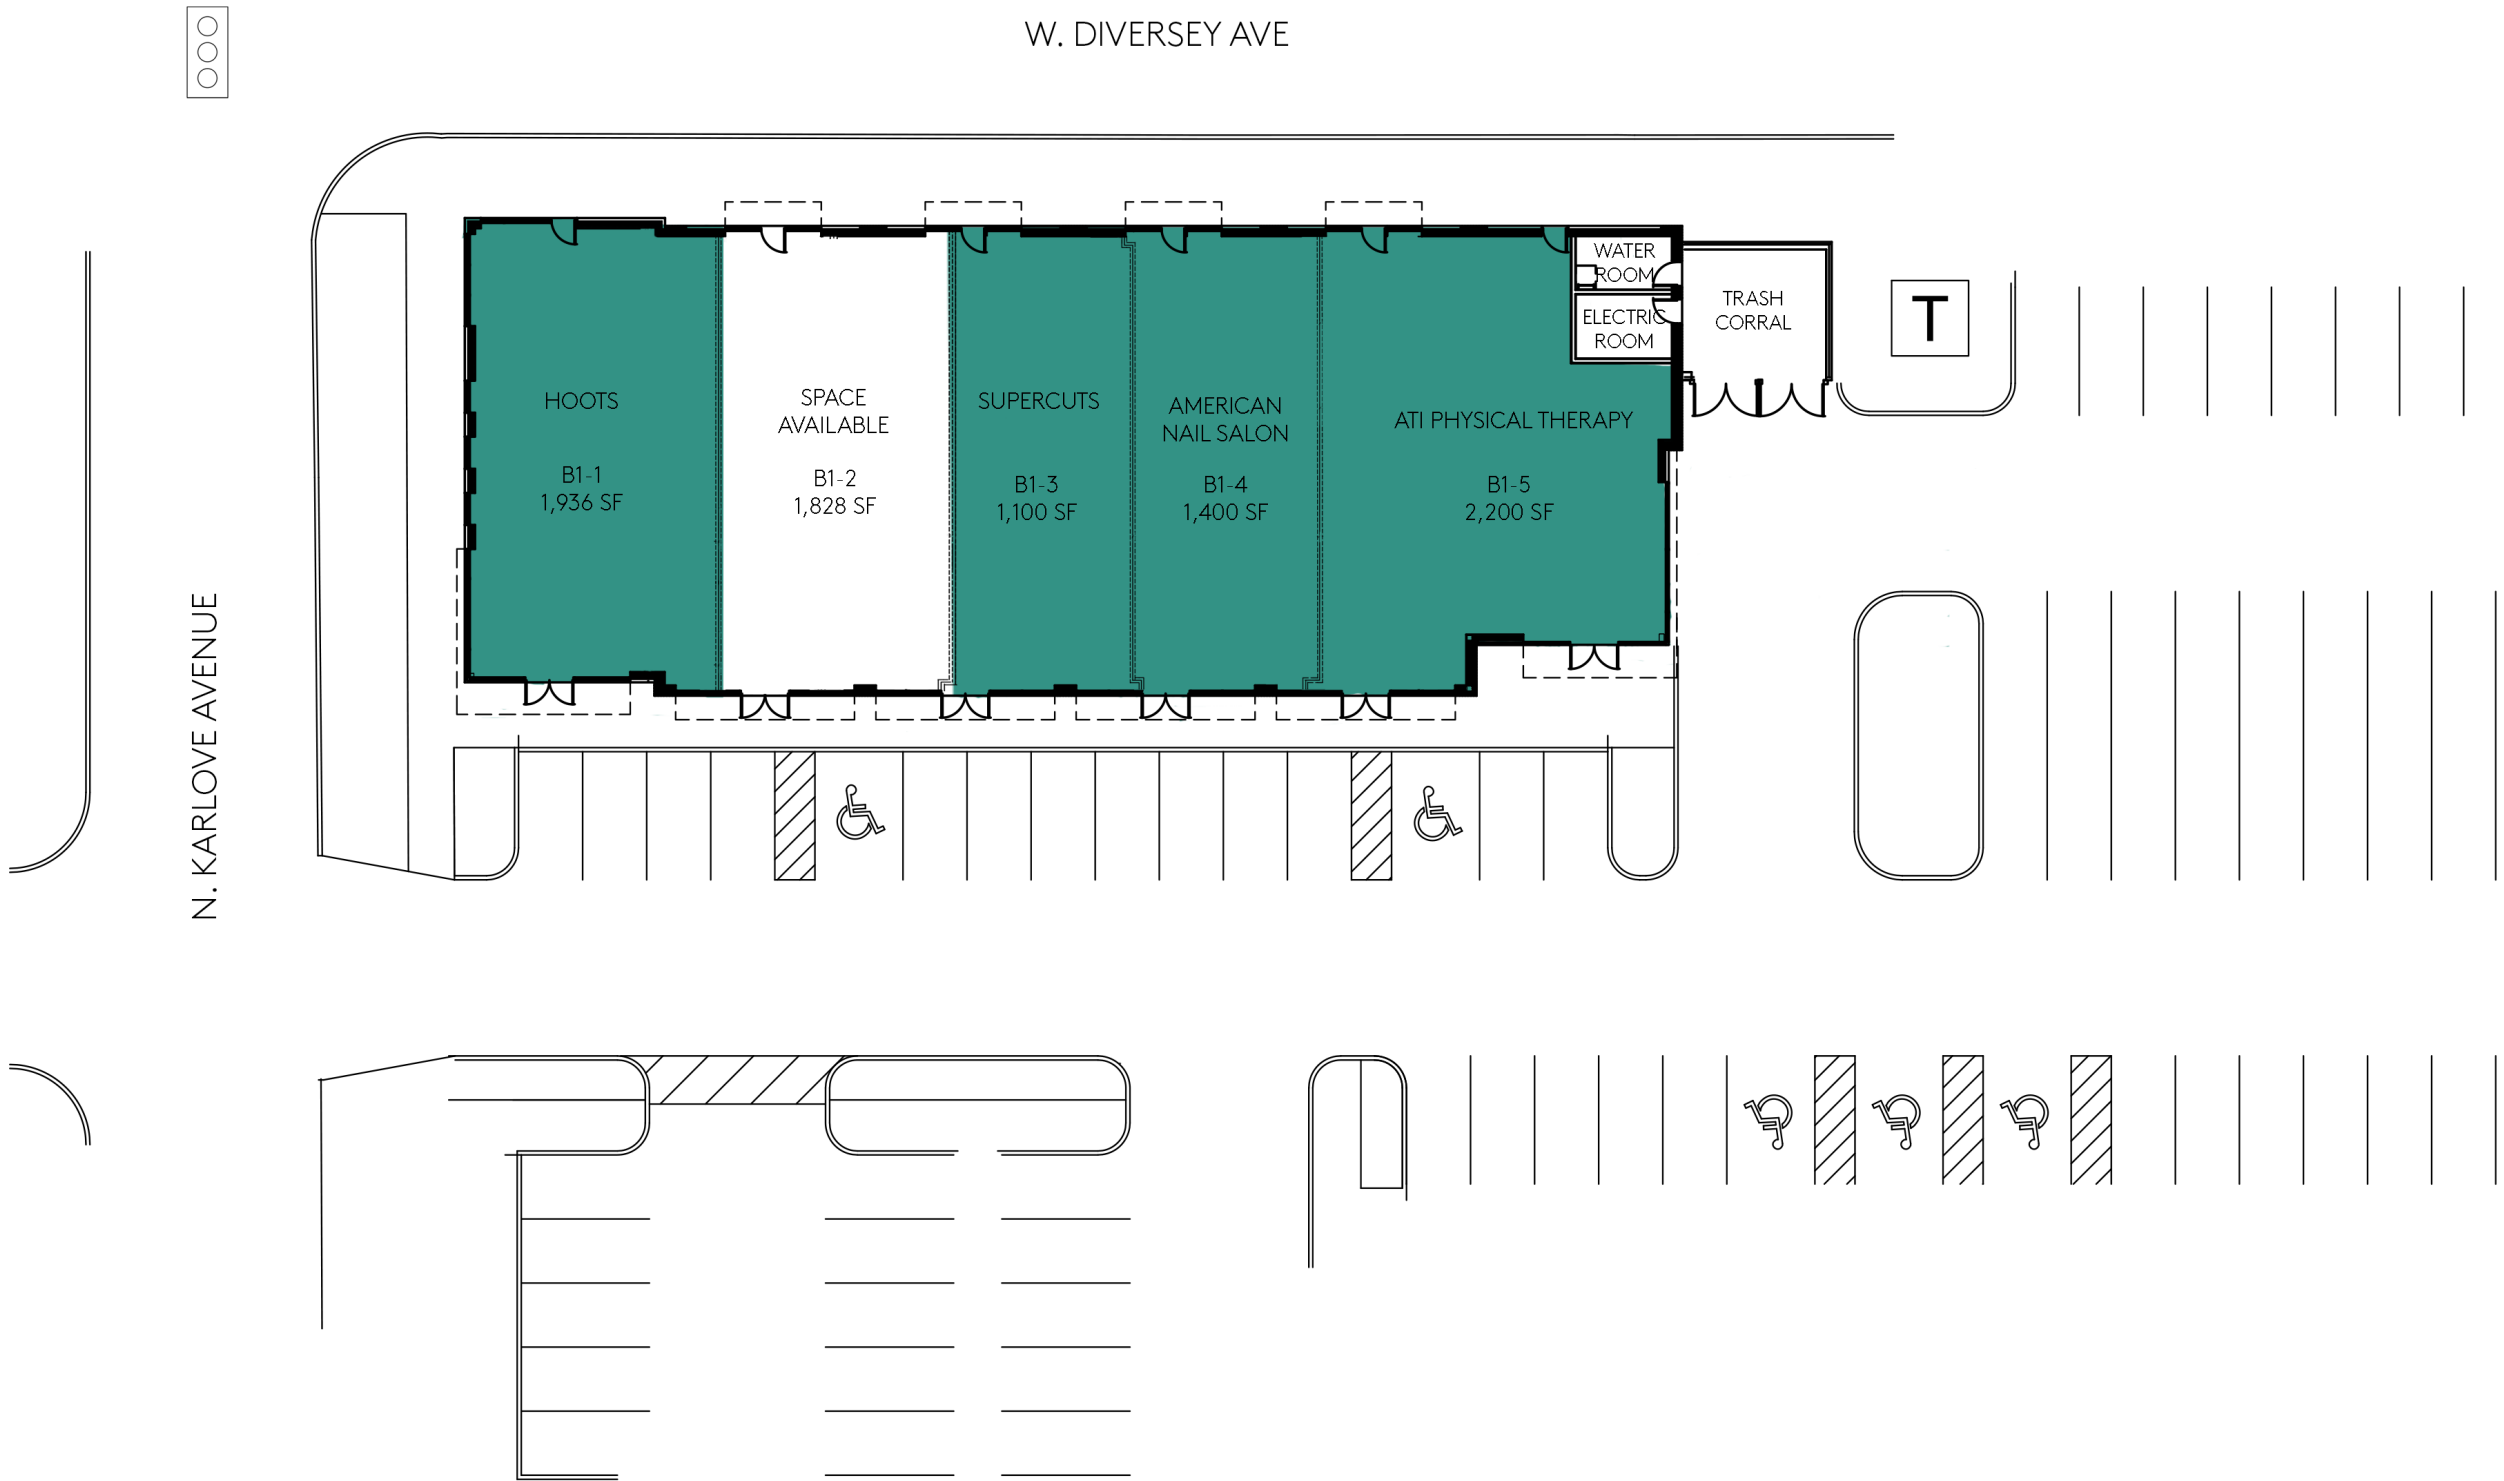 W. DIVERSEY AVE
N. KARLOVE AVENUE
HOOTS
B1-1
1,936 SF
SPACE
AVAILABLE
B1-2
1,828 SF
SUPERCUTS
B1-3
1,100 SF
AMERICAN
NAIL SALON
B1-4
1,400 SF
ATI PHYSICAL THERAPY
B1-5
2,200 SF
WATER
ROOM
ELECTRIC
ROOM
TRASH
CORRAL
T